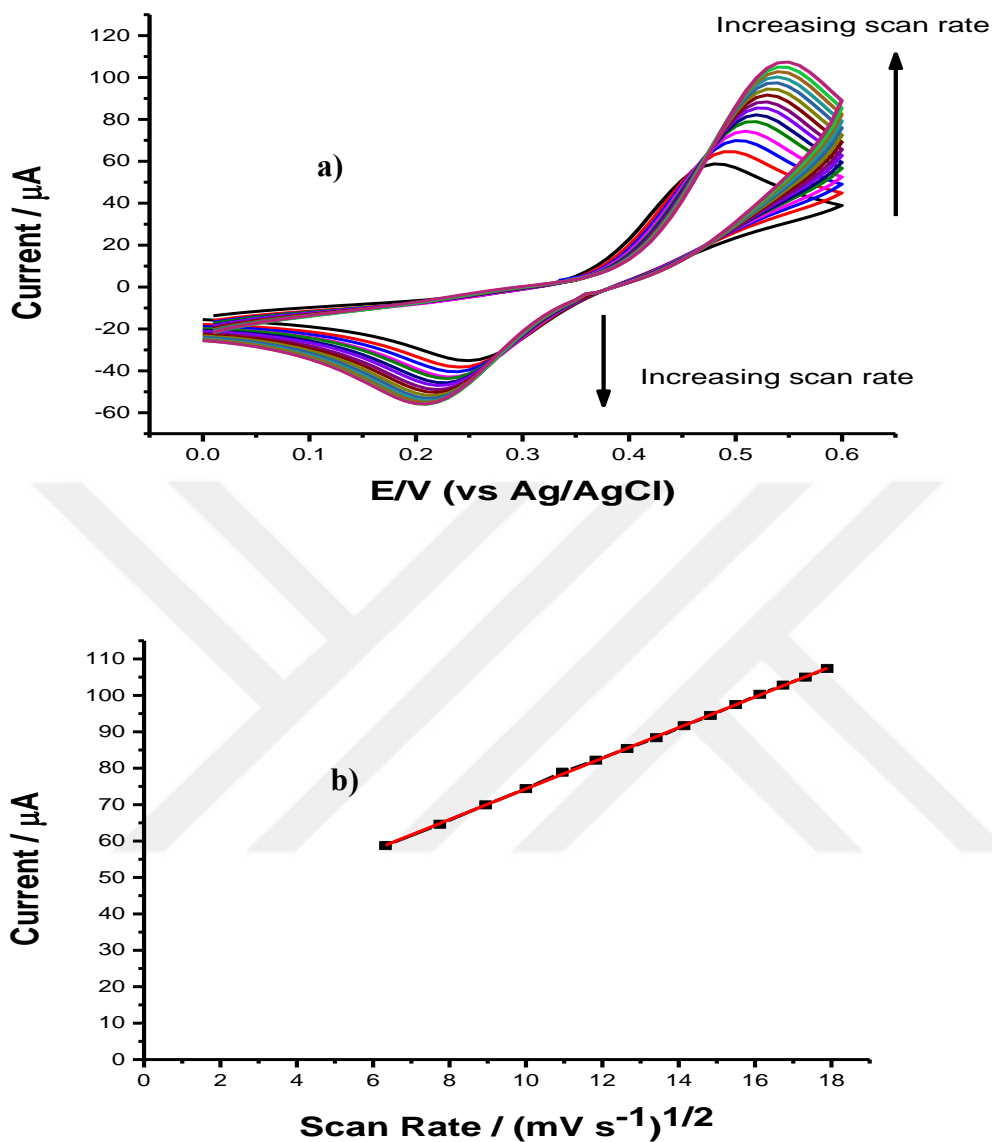 Increasing scan rate
120
100
80
60
40
20
0
-20
-40
-60
a)
Current / μA
Increasing scan rate
0.0 0.1 0.2 0.3 0.4 0.5 0.6
E/V (vs Ag/AgCl)
110
100
90
80
70
60
50
40
30
20
10
0
b)
Current / μA
0 2 4 6 8 10 12 14 16 18
Scan Rate / (mV s⁻¹)¹/²